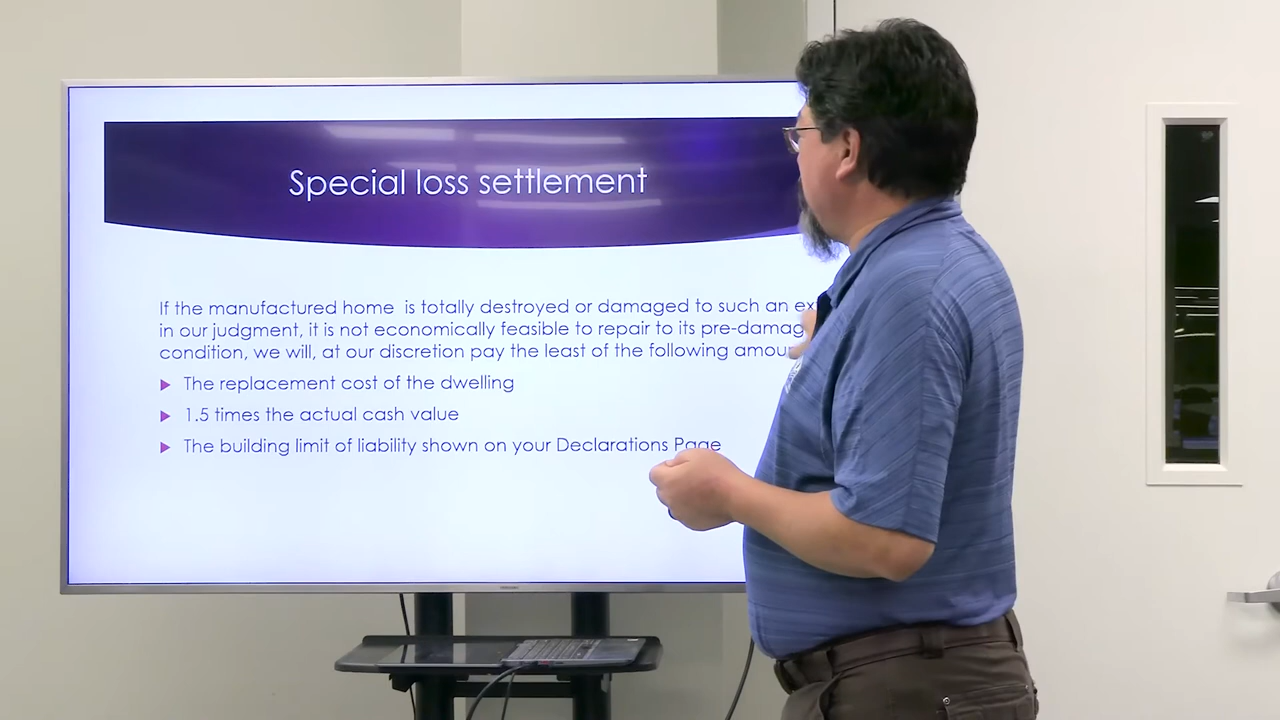 Special loss settlement
If the manufactured home is totally destroyed or damaged to such an
in our judgment, it is not economically feasible to repair to its
condition, we will, at our discretion pay the least of the following
The replacement cost of the dwelling
1.5 times the actual cash value
The building limit of liability shown on your Declarations Page